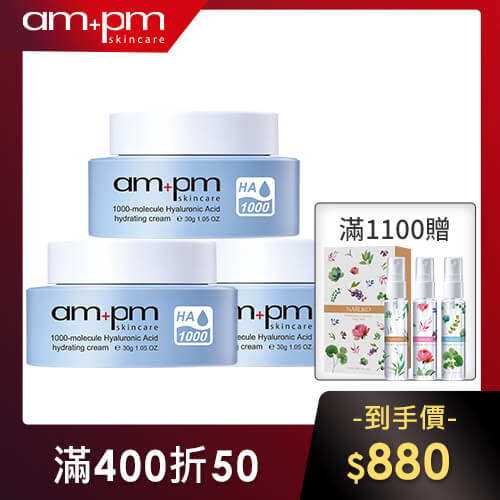 am+pm
skincare
am+pm
skincare
1000-molecule Hyaluronic Acid
hydrating cream e 30g 1.05 OZ.
HA
1000
am+pm
skincare
1000-molecule Hyaluronic Acid
hydrating cream e 30g 1.05 OZ.
HA
1000
am+pm
skincare
1000-molecule Hyaluronic Acid
hydrating cream e 30g 1.05 OZ.
滿1100贈
NARUKO
滿400折50
-到手價-
$880